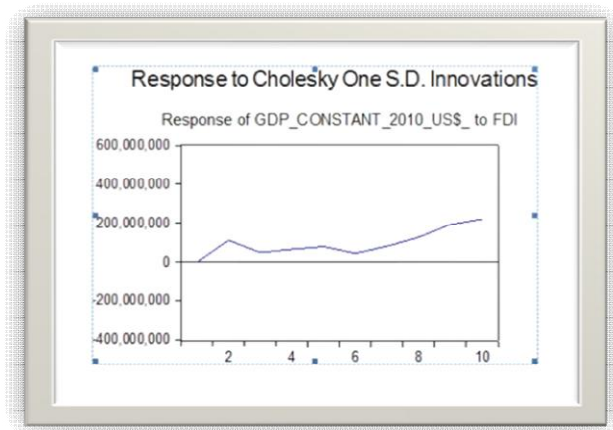 Response to Cholesky One S.D. Innovations
Response of GDP_CONSTANT_2010_US$_ to FDI
600,000,000
400,000,000
200,000,000
0
-200,000,000
-400,000,000
2 4 6 8 10